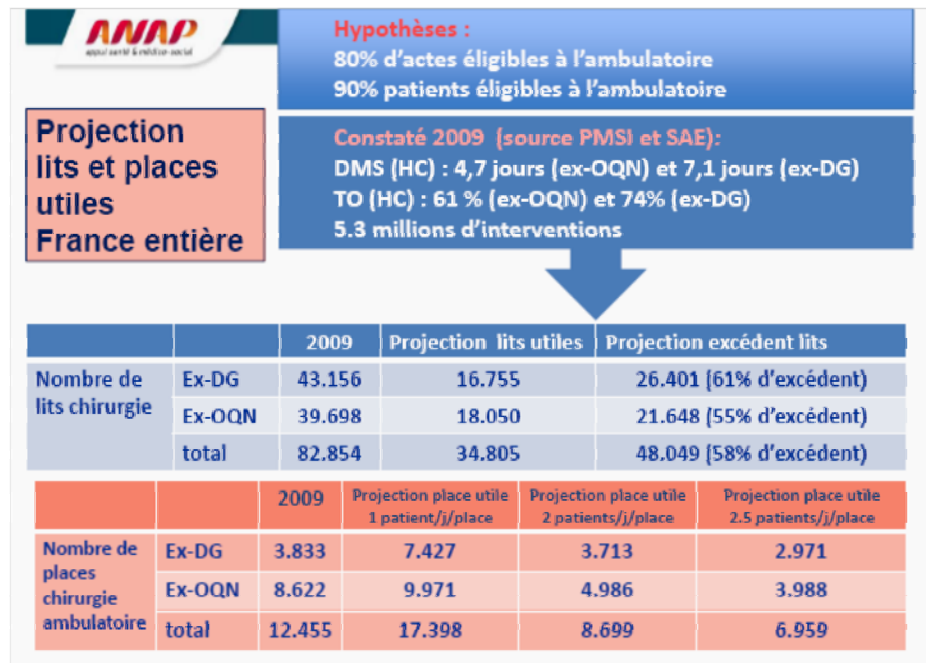 ANAP
appui santé & médico-social
Hypothèses :
80% d'actes éligibles à l'ambulatoire
90% patients éligibles à l'ambulatoire
Projection
lits et places
utiles
France entière
Constaté 2009 (source PMSI et SAE):
DMS (HC) : 4,7 jours (ex-OQN) et 7,1 jours (ex-DG)
TO (HC) : 61 % (ex-OQN) et 74% (ex-DG)
5.3 millions d'interventions
2009 Projection lits utiles Projection excédent lits
Nombre de lits chirurgie
Ex-DG 43.156 16.755 26.401 (61% d'excédent)
Ex-OQN 39.698 18.050 21.648 (55% d'excédent)
total 82.854 34.805 48.049 (58% d'excédent)
2009 Projection place utile 1 patient/j/place Projection place utile 2 patients/j/place Projection place utile 2.5 patients/j/place
Nombre de places chirurgie ambulatoire
Ex-DG 3.833 7.427 3.713 2.971
Ex-OQN 8.622 9.971 4.986 3.988
total 12.455 17.398 8.699 6.959